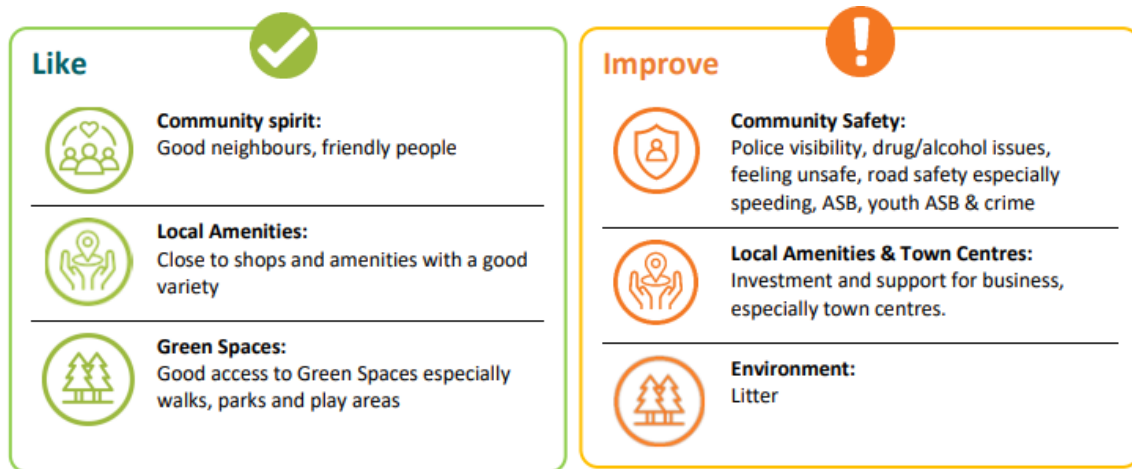 Like
Community spirit:
Good neighbours, friendly people
Local Amenities:
Close to shops and amenities with a good
variety
Green Spaces:
Good access to Green Spaces especially
walks, parks and play areas
Improve
Community Safety:
Police visibility, drug/alcohol issues,
feeling unsafe, road safety especially
speeding, ASB, youth ASB & crime
Local Amenities & Town Centres:
Investment and support for business,
especially town centres.
Environment:
Litter